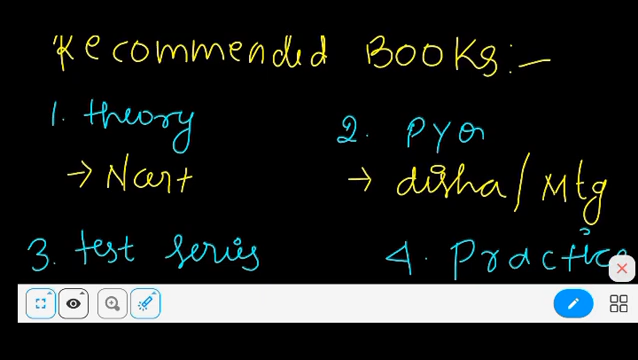 Recommended Books:-
1. theory
2. PYQ
→ Ncert
→ disha/Mtg
3. test series
4. Practice